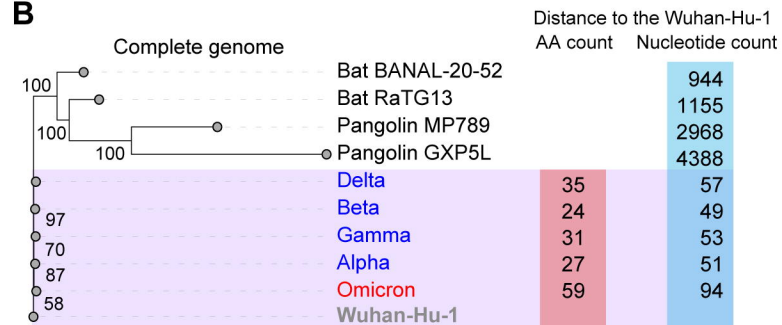 B
Distance to the Wuhan-Hu-1
Complete genome AA count Nucleotide count
100 Bat BANAL-20-52 944
Bat RaTG13 1155
100 Pangolin MP789 2968
100 Pangolin GXP5L 4388
Delta 35 57
97 Beta 24 49
70 Gamma 31 53
87 Alpha 27 51
58 Omicron 59 94
Wuhan-Hu-1